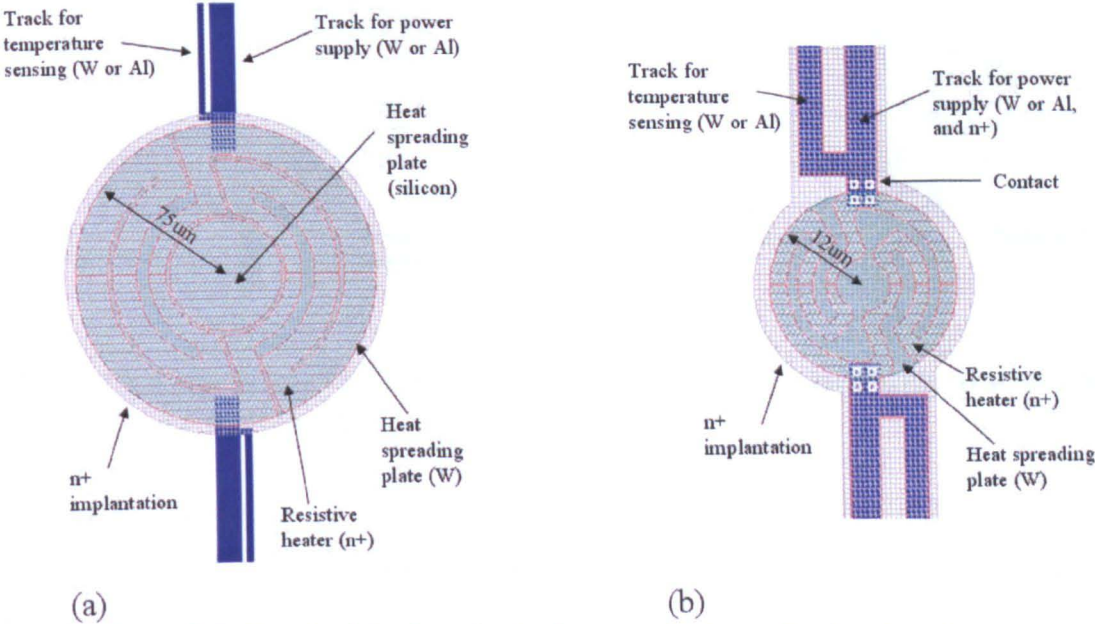 Track for
temperature
sensing (W or Al)
Track for power
supply (W or Al)
Heat
spreading
plate
(silicon)
75um
Heat
spreading
plate (W)
n+
implantation
Resistive
heater (n+)
(a)
Track for
temperature
sensing (W or Al)
Track for power
supply (W or Al,
and n+)
Contact
12um
Resistive
heater (n+)
n+
implantation
Heat spreading
plate (W)
(b)